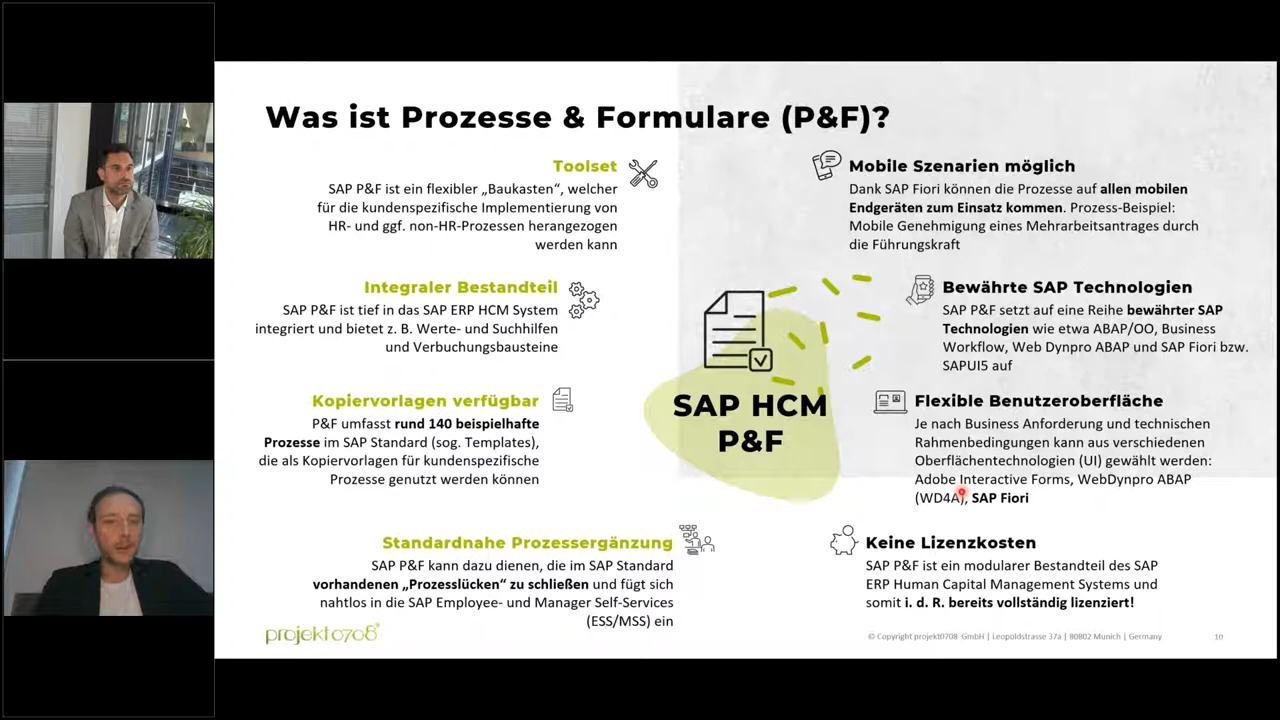 Was ist Prozesse & Formulare (P&F)?
Toolset
SAP P&F ist ein flexibler „Baukasten“, welcher
für die kundenspezifische Implementierung von
HR- und ggf. non-HR-Prozessen herangezogen
werden kann
Integraler Bestandteil
SAP P&F ist tief in das SAP ERP HCM System
integriert und bietet z. B. Werte- und Suchhilfen
und Verbuchungsbausteine
Kopiervorlagen verfügbar
P&F umfasst rund 140 beispielhafte
Prozesse im SAP Standard (sog. Templates),
die als Kopiervorlagen für kundenspezifische
Prozesse genutzt werden können
Standardnahe Prozessergänzung
SAP P&F kann dazu dienen, die im SAP Standard
vorhandenen „Prozesslücken“ zu schließen und fügt sich
nahtlos in die SAP Employee- und Manager Self-Services
(ESS/MSS) ein
SAP HCM
P&F
Mobile Szenarien möglich
Dank SAP Fiori können die Prozesse auf allen mobilen
Endgeräten zum Einsatz kommen. Prozess-Beispiel:
Mobile Genehmigung eines Mehrarbeitsantrages durch
die Führungskraft
Bewährte SAP Technologien
SAP P&F setzt auf eine Reihe bewährter SAP
Technologien wie etwa ABAP/OO, Business
Workflow, Web Dynpro ABAP und SAP Fiori bzw.
SAPUI5 auf
Flexible Benutzeroberfläche
Je nach Business Anforderung und technischen
Rahmenbedingungen kann aus verschiedenen
Oberflächentechnologien (UI) gewählt werden:
Adobe Interactive Forms, WebDynpro ABAP
(WD4A), SAP Fiori
Keine Lizenzkosten
SAP P&F ist ein modularer Bestandteil des SAP
ERP Human Capital Management Systems und
somit i. d. R. bereits vollständig lizenziert!
projekt0708®
© Copyright projekt0708 GmbH | Leopoldstrasse 37a | 80802 Munich | Germany
10